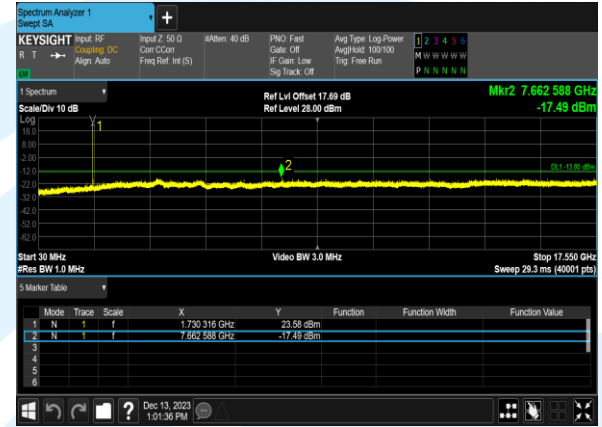 Spectrum Analyzer 1
Swept SA
+
KEYSIGHT Input: RF Input Z: 50 Ω #Atten: 40 dB PNO: Fast Avg Type: Log-Power 1 2 3 4 5 6
R T Coupling: DC Corr CCorr Gate: Off Avg|Hold: 100/100 M W W W W W
Align: Auto Freq Ref: Int (S) IF Gain: Low Trig: Free Run
Sig Track: Off P N N N N N
LXI
1 Spectrum
Scale/Div 10 dB
Ref Lvl Offset 17.69 dB
Ref Level 28.00 dBm
Mkr2 7.662 588 GHz
-17.49 dBm
Log
18.0
8.00
-2.00
-12.0
-22.0
-32.0
-42.0
-52.0
-62.0
1
2
DL1 -13.00 dBm
Start 30 MHz Video BW 3.0 MHz Stop 17.550 GHz
#Res BW 1.0 MHz Sweep 29.3 ms (40001 pts)
5 Marker Table
Mode Trace Scale X Y Function Function Width Function Value
1 N 1 f 1.730 316 GHz 23.58 dBm
2 N 1 f 7.662 588 GHz -17.49 dBm
3
4
5
6
? Dec 13, 2023
1:01:36 PM